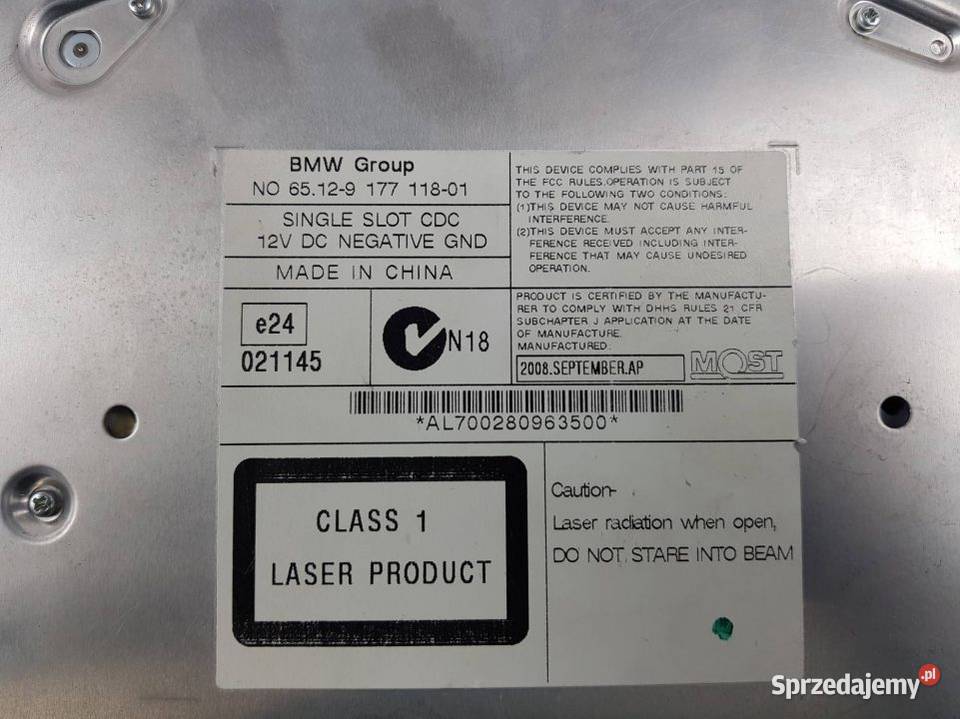 BMW Group
NO 65.12-9 177 118-01
SINGLE SLOT CDC
12V DC NEGATIVE GND
MADE IN CHINA
THIS DEVICE COMPLIES WITH PART 15 OF
THE FCC RULES.OPERATION IS SUBJECT
TO THE FOLLOWING TWO CONDITIONS:
(1)THIS DEVICE MAY NOT CAUSE HARMFUL
INTERFERENCE.
(2)THIS DEVICE MUST ACCEPT ANY INTER-
FERENCE RECEIVED INCLUDING INTER-
FERENCE THAT MAY CAUSE UNDESIRED
OPERATION.
e24
021145
N18
PRODUCT IS CERTIFIED BY THE MANUFACTU-
RER TO COMPLY WITH DHHS RULES 21 CFR
SUBCHAPTER J APPLICATION AT THE DATE
OF MANUFACTURE.
MANUFACTURED:
2008.SEPTEMBER.AP
MOST
*AL700280963500*
CLASS 1
LASER PRODUCT
Caution-
Laser radiation when open,
DO NOT STARE INTO BEAM
Sprzedajemy.pl